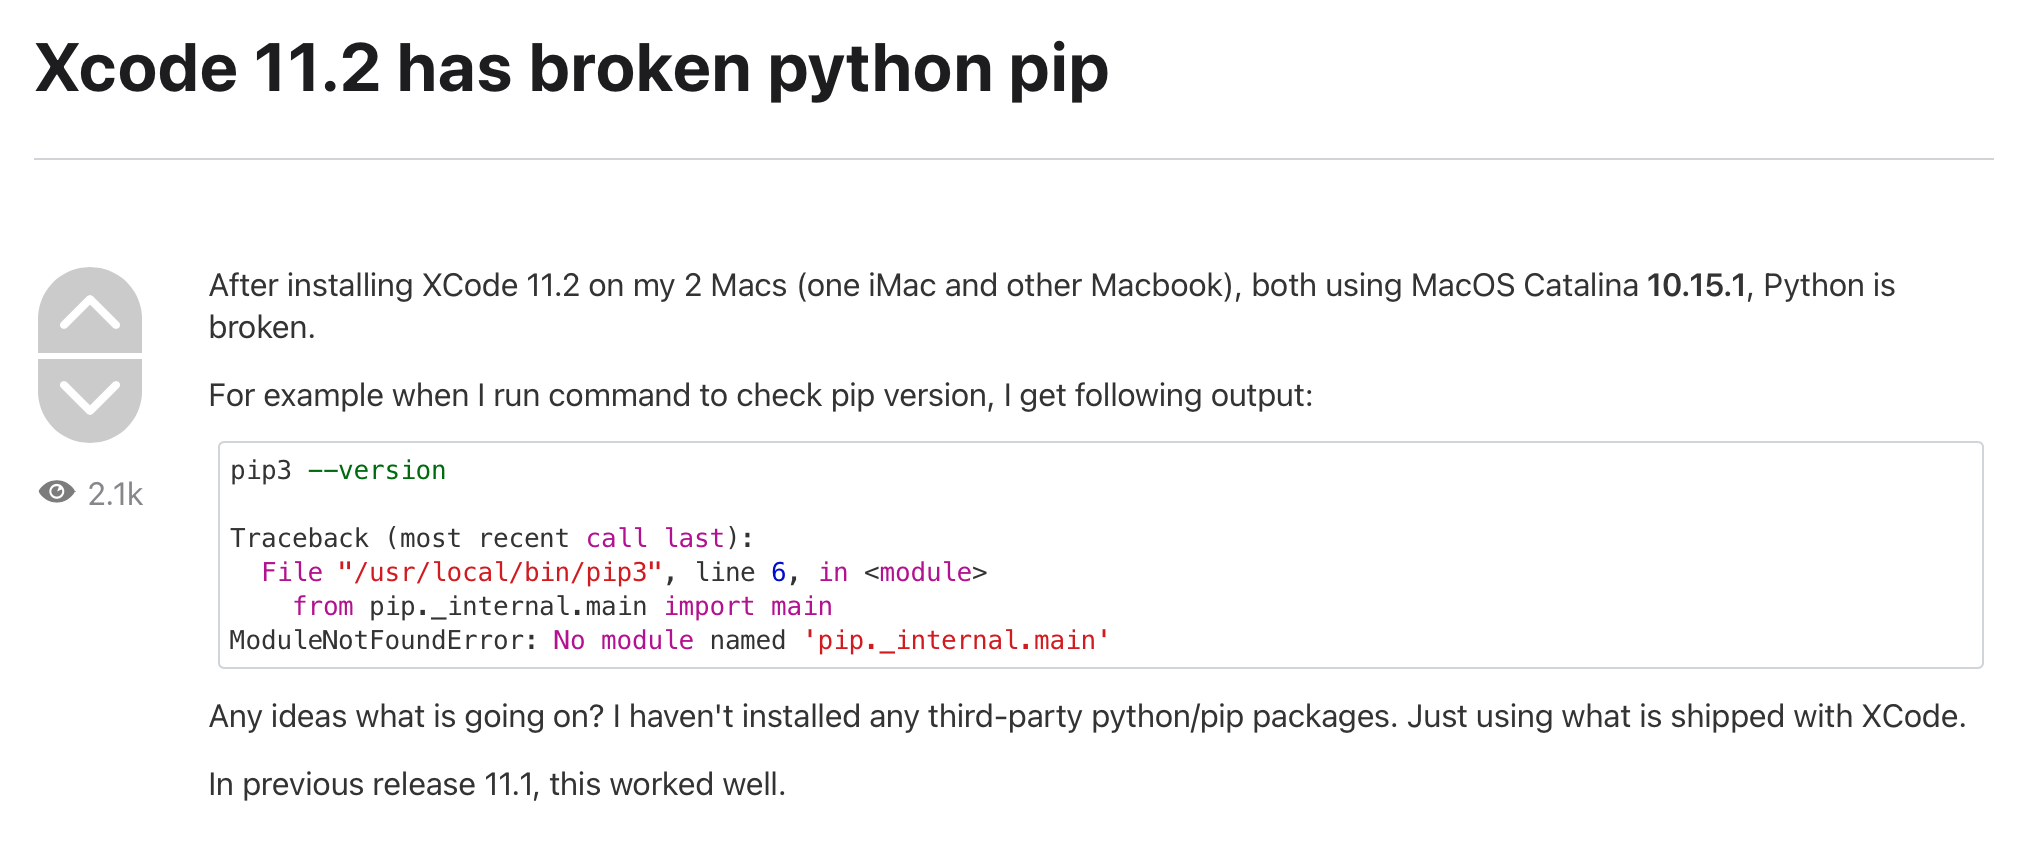 Xcode 11.2 has broken python pip
After installing XCode 11.2 on my 2 Macs (one iMac and other Macbook), both using MacOS Catalina 10.15.1, Python is
broken.
For example when I run command to check pip version, I get following output:
pip3 --version
Traceback (most recent call last):
  File "/usr/local/bin/pip3", line 6, in <module>
    from pip._internal.main import main
ModuleNotFoundError: No module named 'pip._internal.main'
2.1k
Any ideas what is going on? I haven't installed any third-party python/pip packages. Just using what is shipped with XCode.
In previous release 11.1, this worked well.